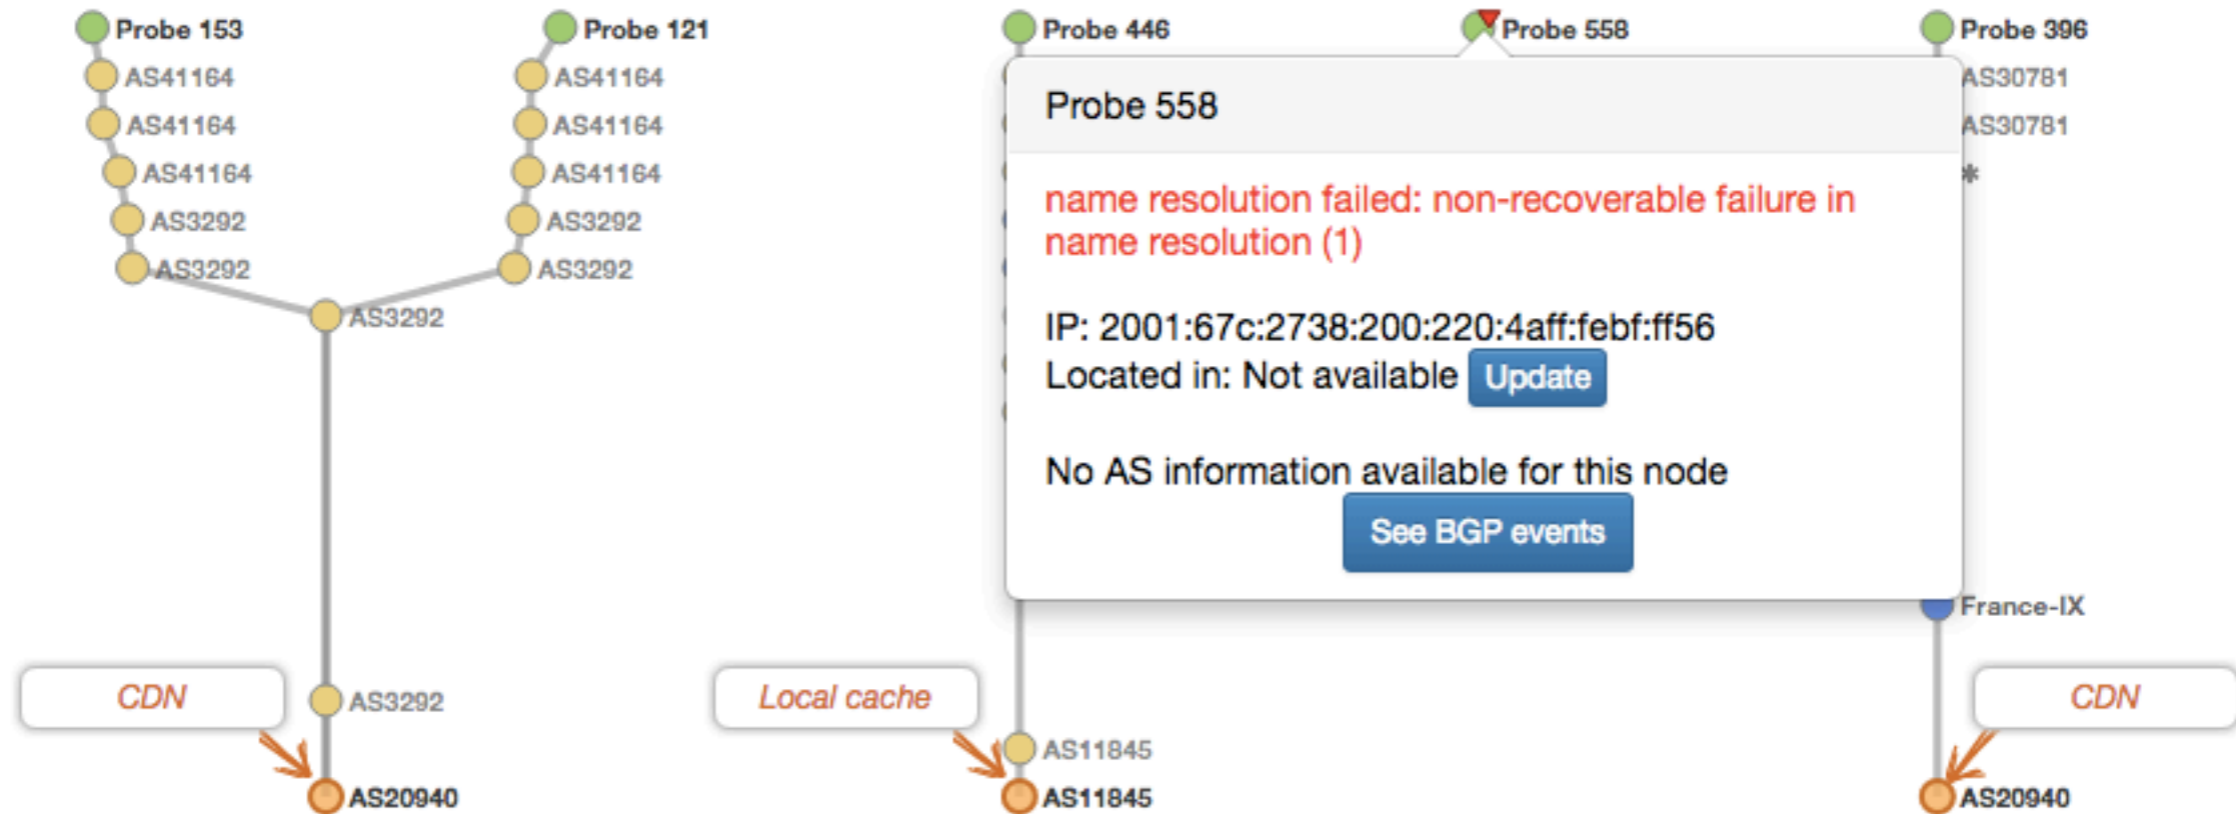 Probe 153
Probe 121
Probe 446
Probe 558
Probe 396
AS41164
AS41164
AS30781
AS41164
AS41164
AS30781
AS41164
AS41164
*
AS3292
AS3292
AS3292
AS3292
AS3292
Probe 558
name resolution failed: non-recoverable failure in
name resolution (1)
IP: 2001:67c:2738:200:220:4aff:febf:ff56
Located in: Not available
Update
No AS information available for this node
See BGP events
France-IX
CDN
AS3292
Local cache
CDN
AS11845
AS20940
AS11845
AS20940